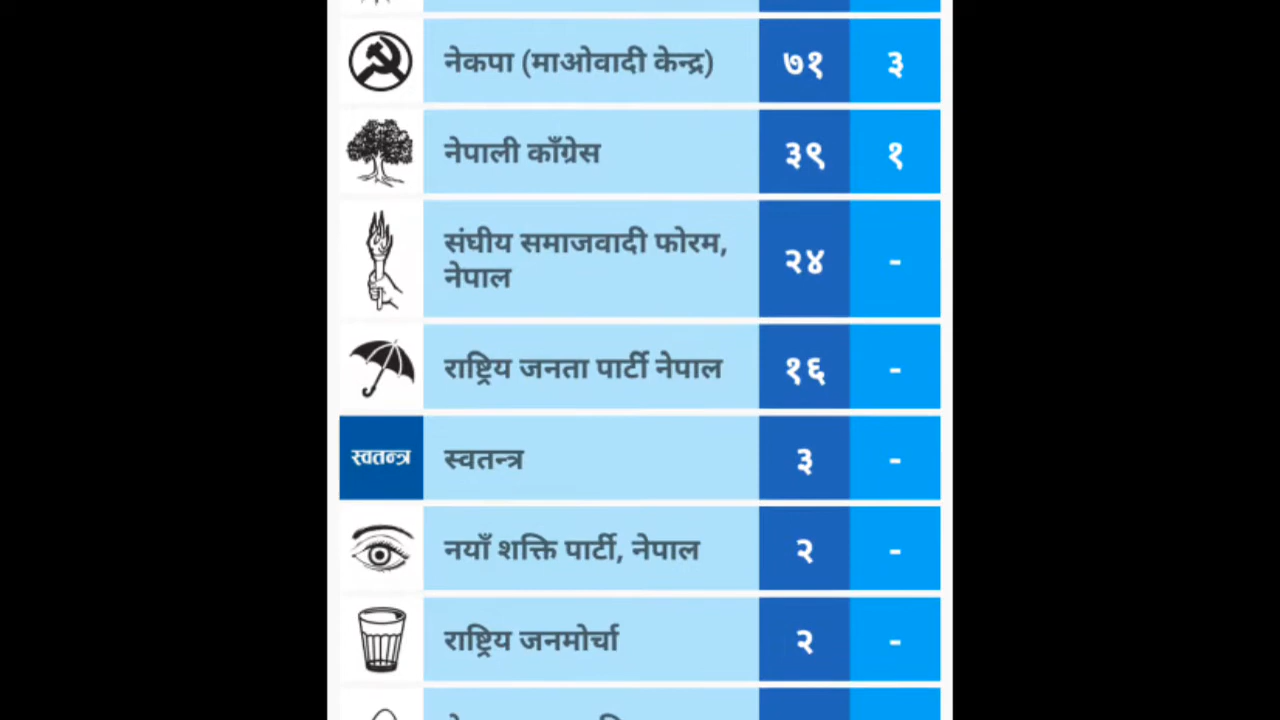 नेकपा (माओवादी केन्द्र) ७१ ३
नेपाली काँग्रेस ३९ १
संघीय समाजवादी फोरम,
नेपाल २४ -
राष्ट्रिय जनता पार्टी नेपाल १६ -
स्वतन्त्र स्वतन्त्र ३ -
नयाँ शक्ति पार्टी, नेपाल २ -
राष्ट्रिय जनमोर्चा २ -